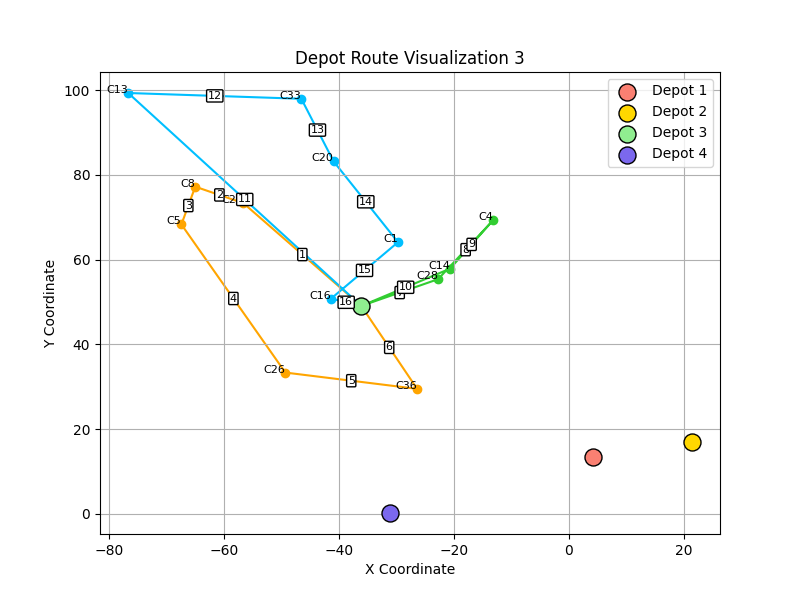 Depot Route Visualization 3
Depot 1
Depot 2
Depot 3
Depot 4
100
80
60
40
20
0
Y Coordinate
−80
−60
−40
−20
0
20
X Coordinate
C13
12
C33
13
C20
C8
2
11
3
14
C5
C4
C1
9
8
1
15
C14
C28
10
C16
16
4
6
C26
5
C36